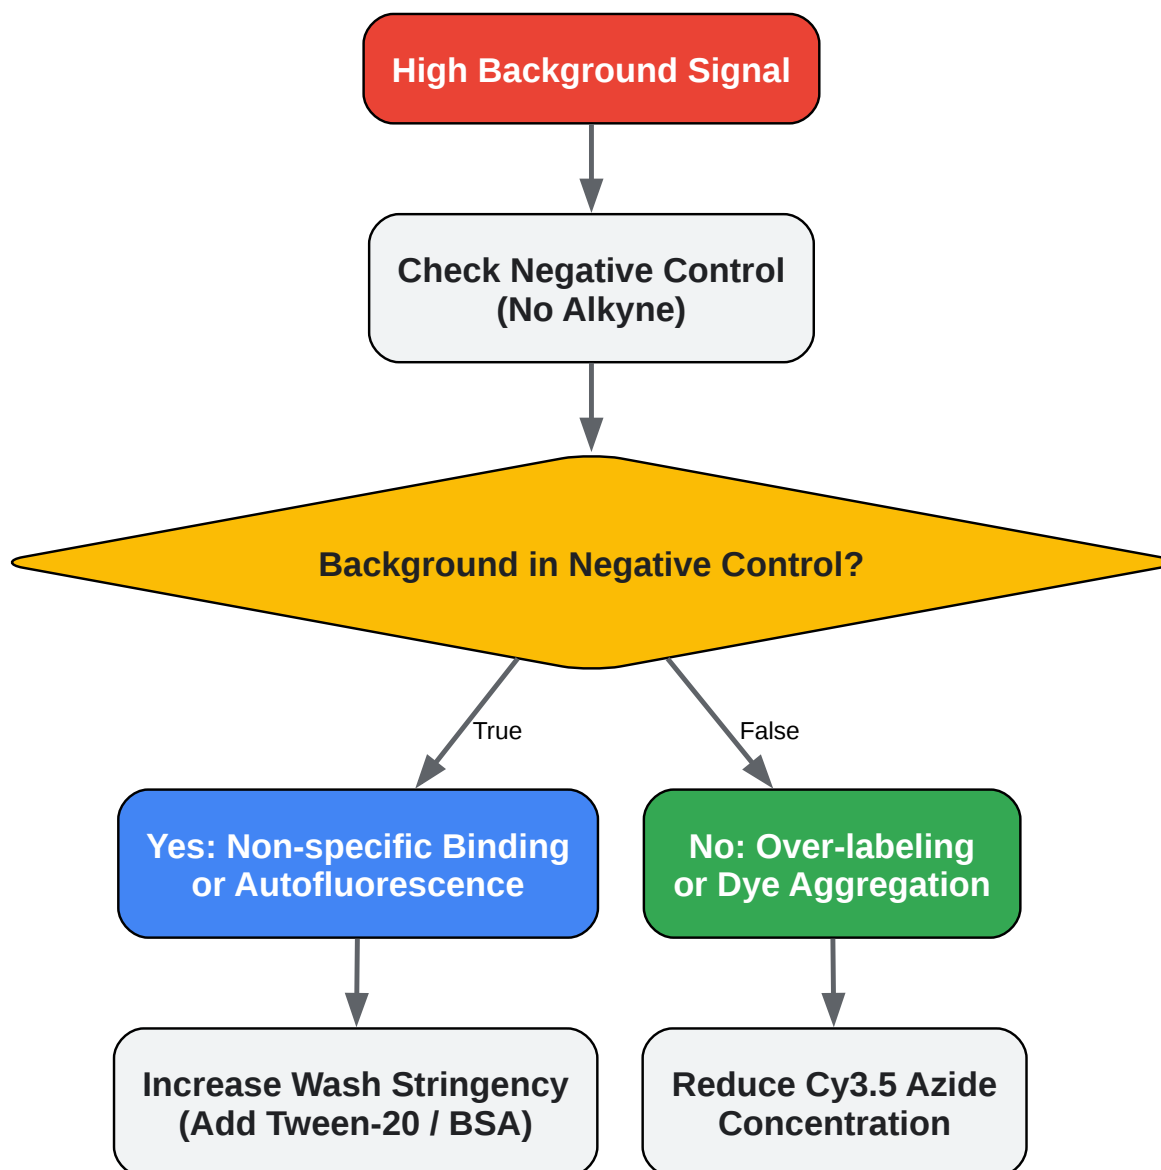 High Background Signal
Check Negative Control
(No Alkyne)
Background in Negative Control?
True
False
Yes: Non-specific Binding
or Autofluorescence
No: Over-labeling
or Dye Aggregation
Increase Wash Stringency
(Add Tween-20 / BSA)
Reduce Cy3.5 Azide
Concentration